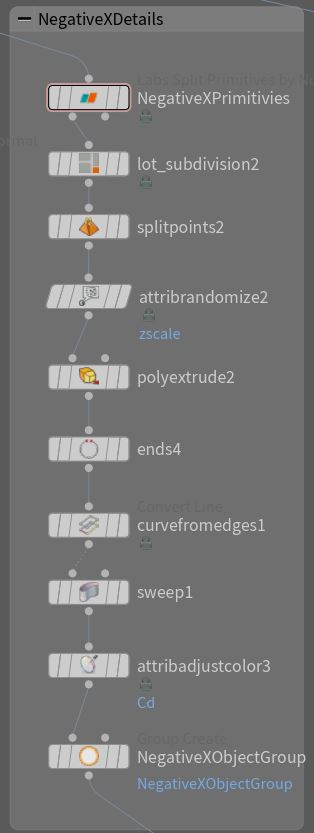 NegativeXDetails
Labs Split Primitives by No
NegativeXPrimitivies
ormal
lot_subdivision2
splitpoints2
attribrandomize2
zscale
polyextrude2
ends4
Convert Line
curvefromedges1
sweep1
attribadjustcolor3
Cd
Group Create
NegativeXObjectGroup
NegativeXObjectGroup